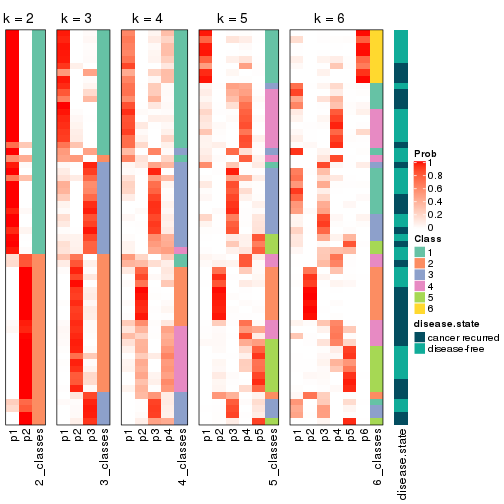 k = 2
k = 3
k = 4
k = 5
k = 6
Prob
1
0.8
0.6
0.4
0.2
0
Class
1
2
3
4
5
6
disease.state
cancer recurred
disease-free
p1
p2
2_classes
p1
p2
p3
3_classes
p1
p2
p3
p4
4_classes
p1
p2
p3
p4
p5
5_classes
p1
p2
p3
p4
p5
p6
6_classes
disease.state